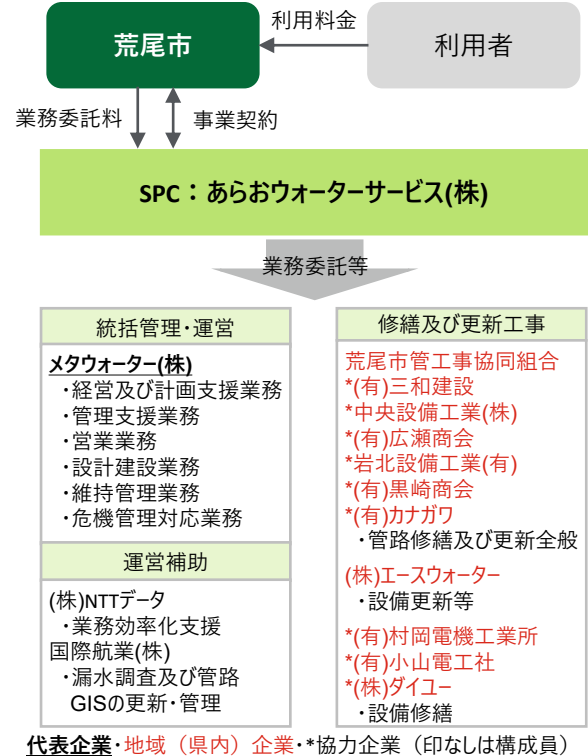 荒尾市
利用料金
利用者
業務委託料
事業契約
SPC：あらおウォーターサービス(株)
業務委託等
統括管理・運営
メタウォーター(株)
・経営及び計画支援業務
・管理支援業務
・営業業務
・設計建設業務
・維持管理業務
・危機管理対応業務
運営補助
(株)NTTデータ
・業務効率化支援
国際航業(株)
・漏水調査及び管路
GISの更新・管理
修繕及び更新工事
荒尾市管工事協同組合
*(有)三和建設
*中央設備工業(株)
*(有)広瀬商会
*岩北設備工業(有)
*(有)黒崎商会
*(有)カナガワ
・管路修繕及び更新全般
(株)エースウォーター
・設備更新等
*(有)村岡電機工業所
*(有)小山電工社
*(株)ダイユー
・設備修繕
代表企業・地域（県内）企業・*協力企業（印なしは構成員）